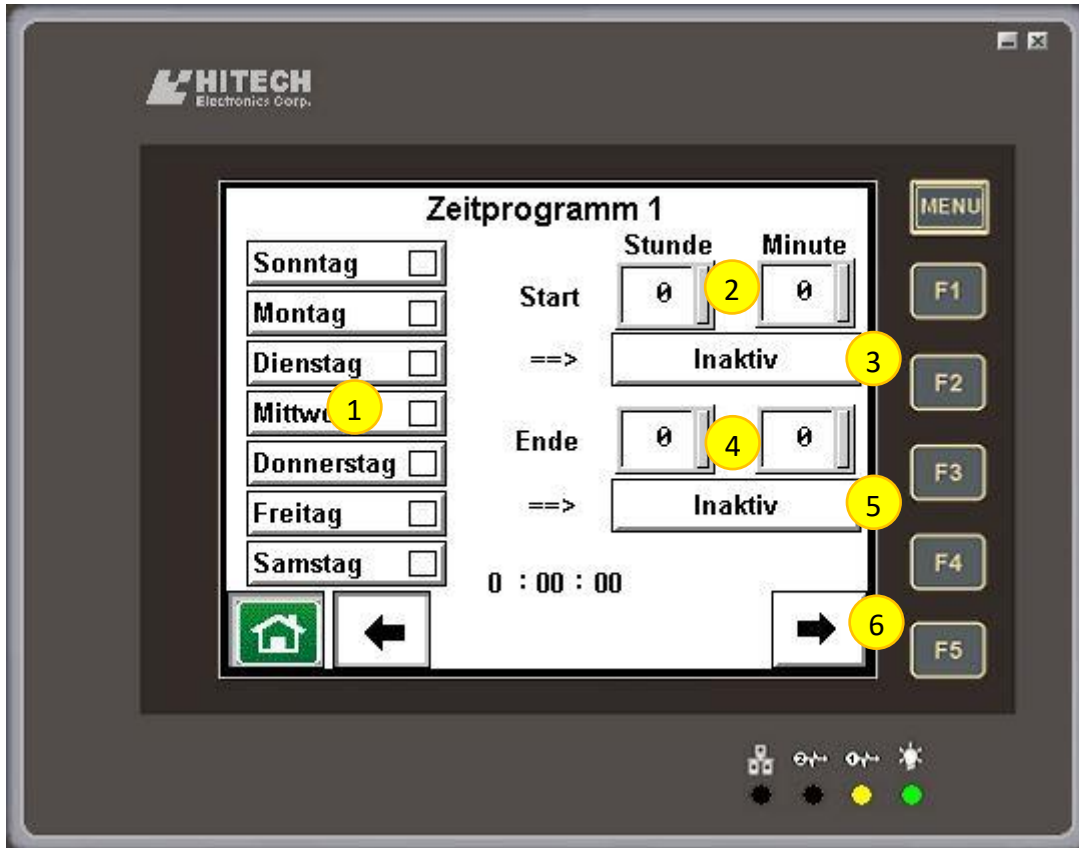 HITECH
Electronics Corp.
MENU
Zeitprogramm 1
Stunde Minute
Sonntag
Start 0 2 0
F1
Montag
Dienstag ==> Inaktiv 3
F2
1
Ende 0 4 0
Donnerstag
F3
Freitag ==> Inaktiv 5
Samstag
F4
0 : 00 : 00
6
F5